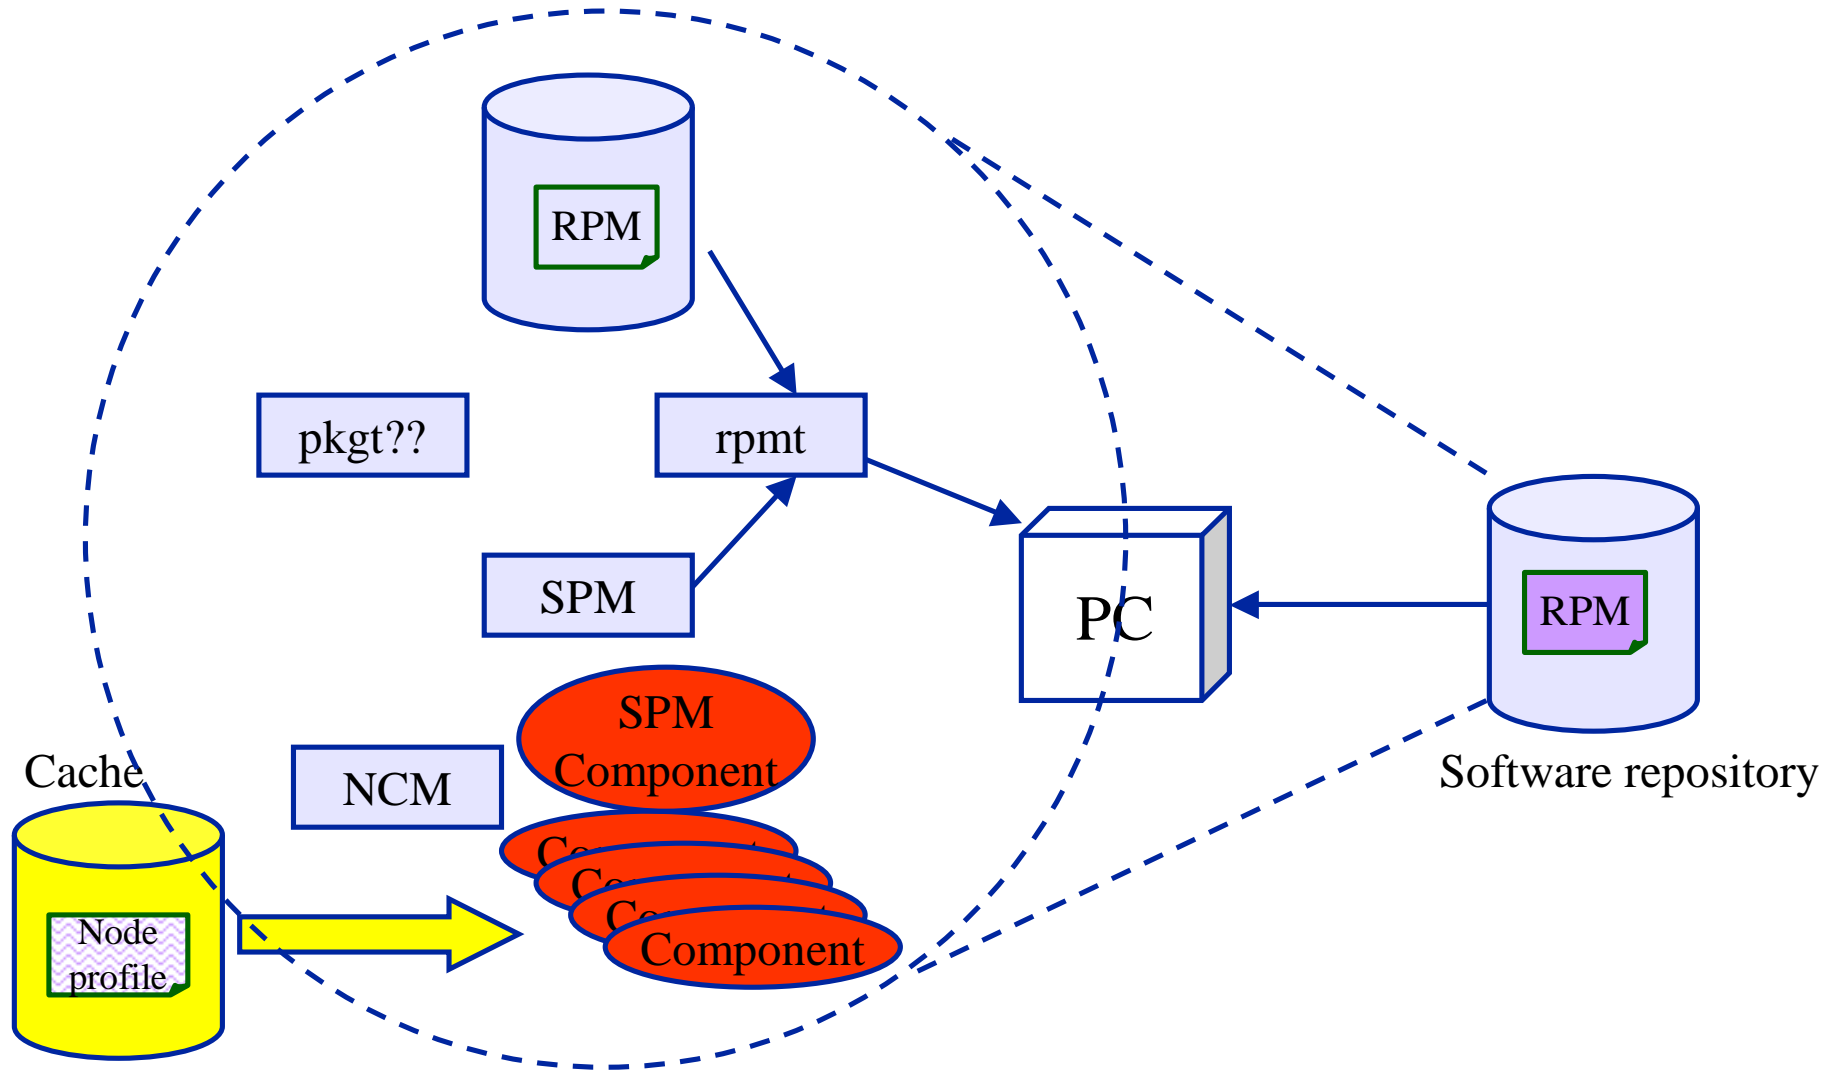 RPM
pkgt??
rpmt
SPM
PC
RPM
Software repository
SPM
Component
NCM
Cache
Node
profile
Component